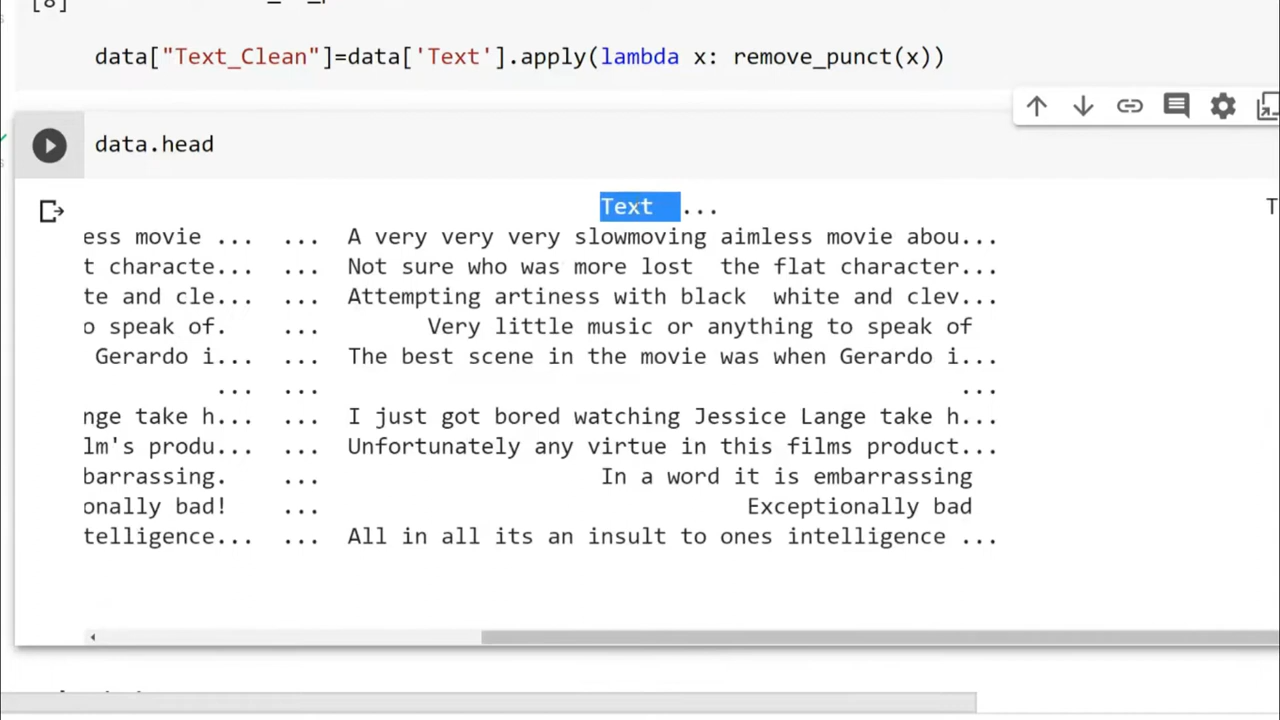 [8]
data["Text_Clean"]=data['Text'].apply(lambda x: remove_punct(x))
data.head
Text ... T
ess movie ... ... A very very very slowmoving aimless movie abou...
t characte... ... Not sure who was more lost  the flat character...
te and cle... ... Attempting artiness with black  white and clev...
o speak of. ... Very little music or anything to speak of
Gerardo i... ... The best scene in the movie was when Gerardo i...
... ... ...
nge take h... ... I just got bored watching Jessice Lange take h...
lm's produ... ... Unfortunately any virtue in this films product...
barrassing. ... In a word it is embarrassing
onally bad! ... Exceptionally bad
telligence... ... All in all its an insult to ones intelligence ...